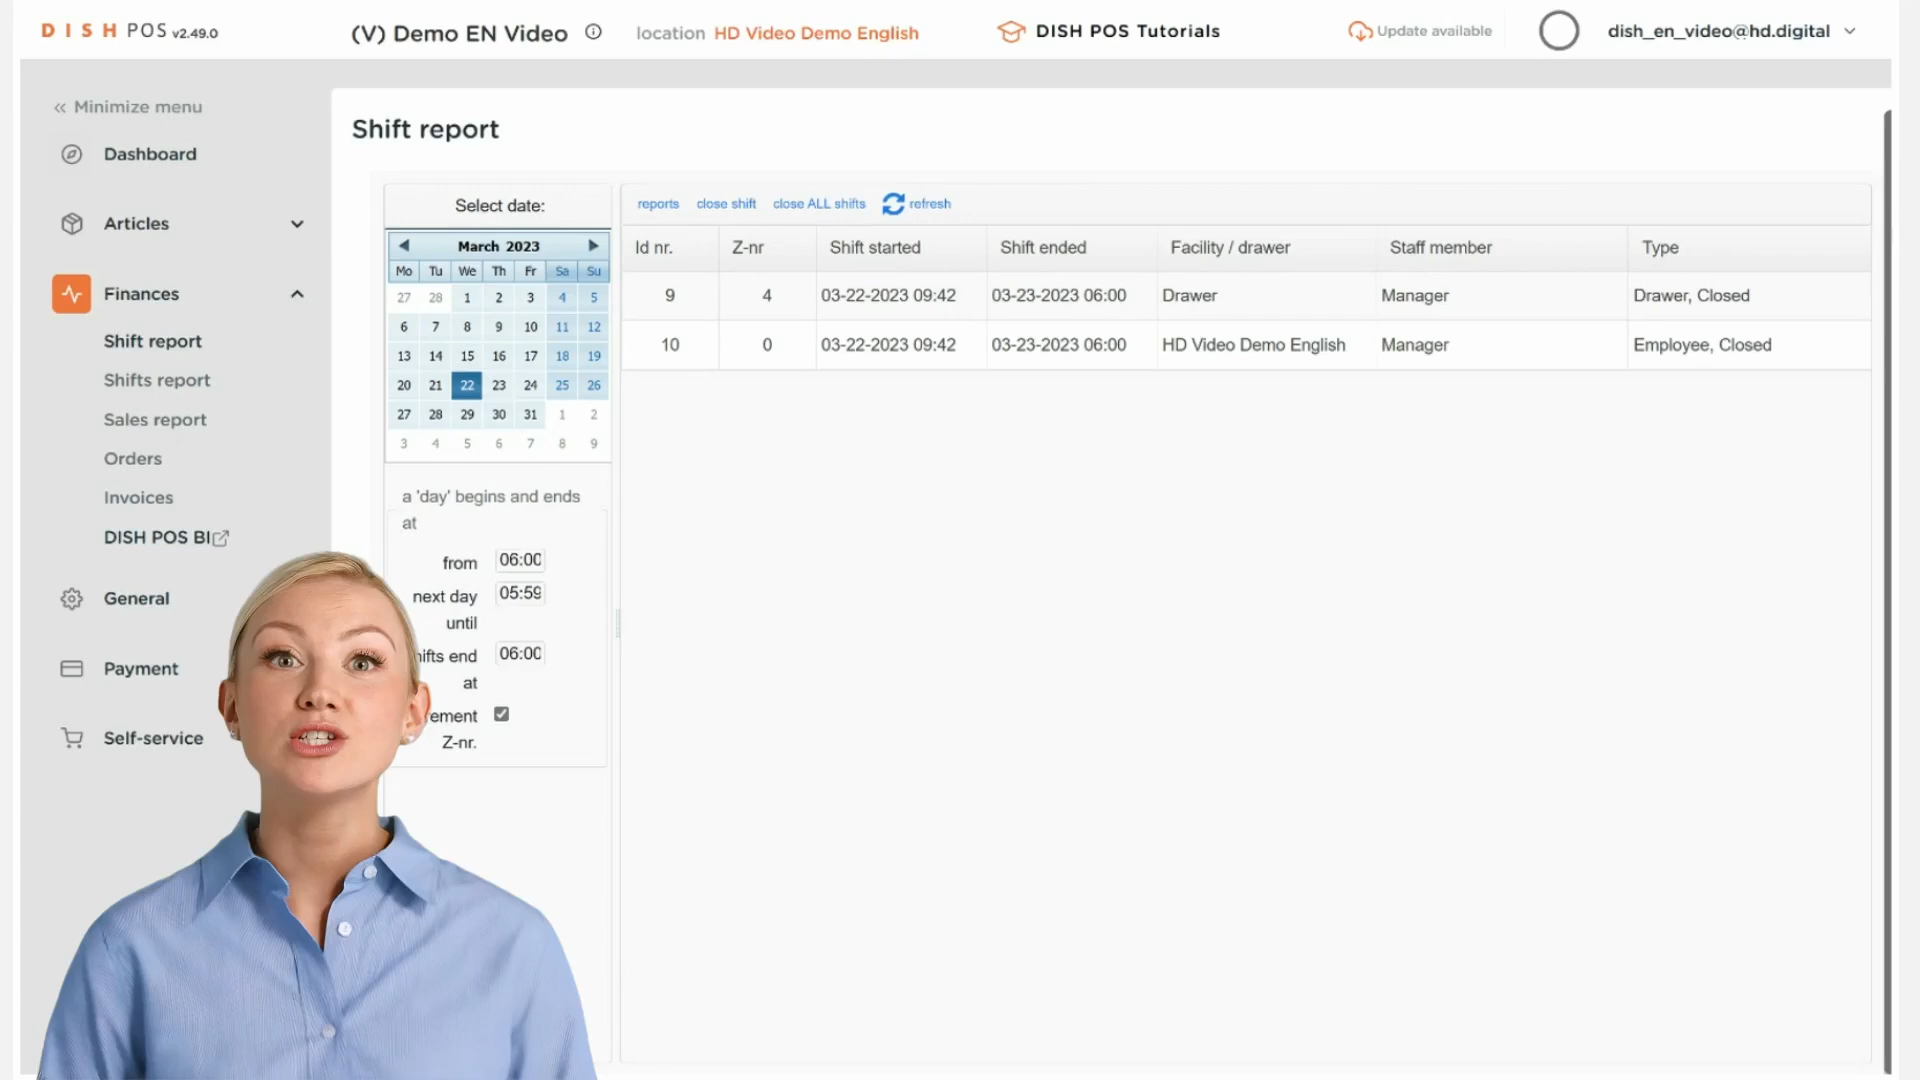 DISH POS v2.49.0
(V) Demo EN Video
location HD Video Demo English
DISH POS Tutorials
Update available
dish_en_video@hd.digital
Minimize menu
Dashboard
Articles
Finances
Shift report
Shifts report
Sales report
Orders
Invoices
DISH POS BI
General
Payment
Self-service
Shift report
Select date:
March 2023
Mo Tu We Th Fr Sa Su
27 28 1 2 3 4 5
6 7 8 9 10 11 12
13 14 15 16 17 18 19
20 21 22 23 24 25 26
27 28 29 30 31 1 2
3 4 5 6 7 8 9
a 'day' begins and ends
at
from 06:00
next day 05:59
until
ifts end 06:00
at
ement
Z-nr.
reports close shift close ALL shifts refresh
Id nr. Z-nr Shift started Shift ended Facility / drawer Staff member Type
9 4 03-22-2023 09:42 03-23-2023 06:00 Drawer Manager Drawer, Closed
10 0 03-22-2023 09:42 03-23-2023 06:00 HD Video Demo English Manager Employee, Closed